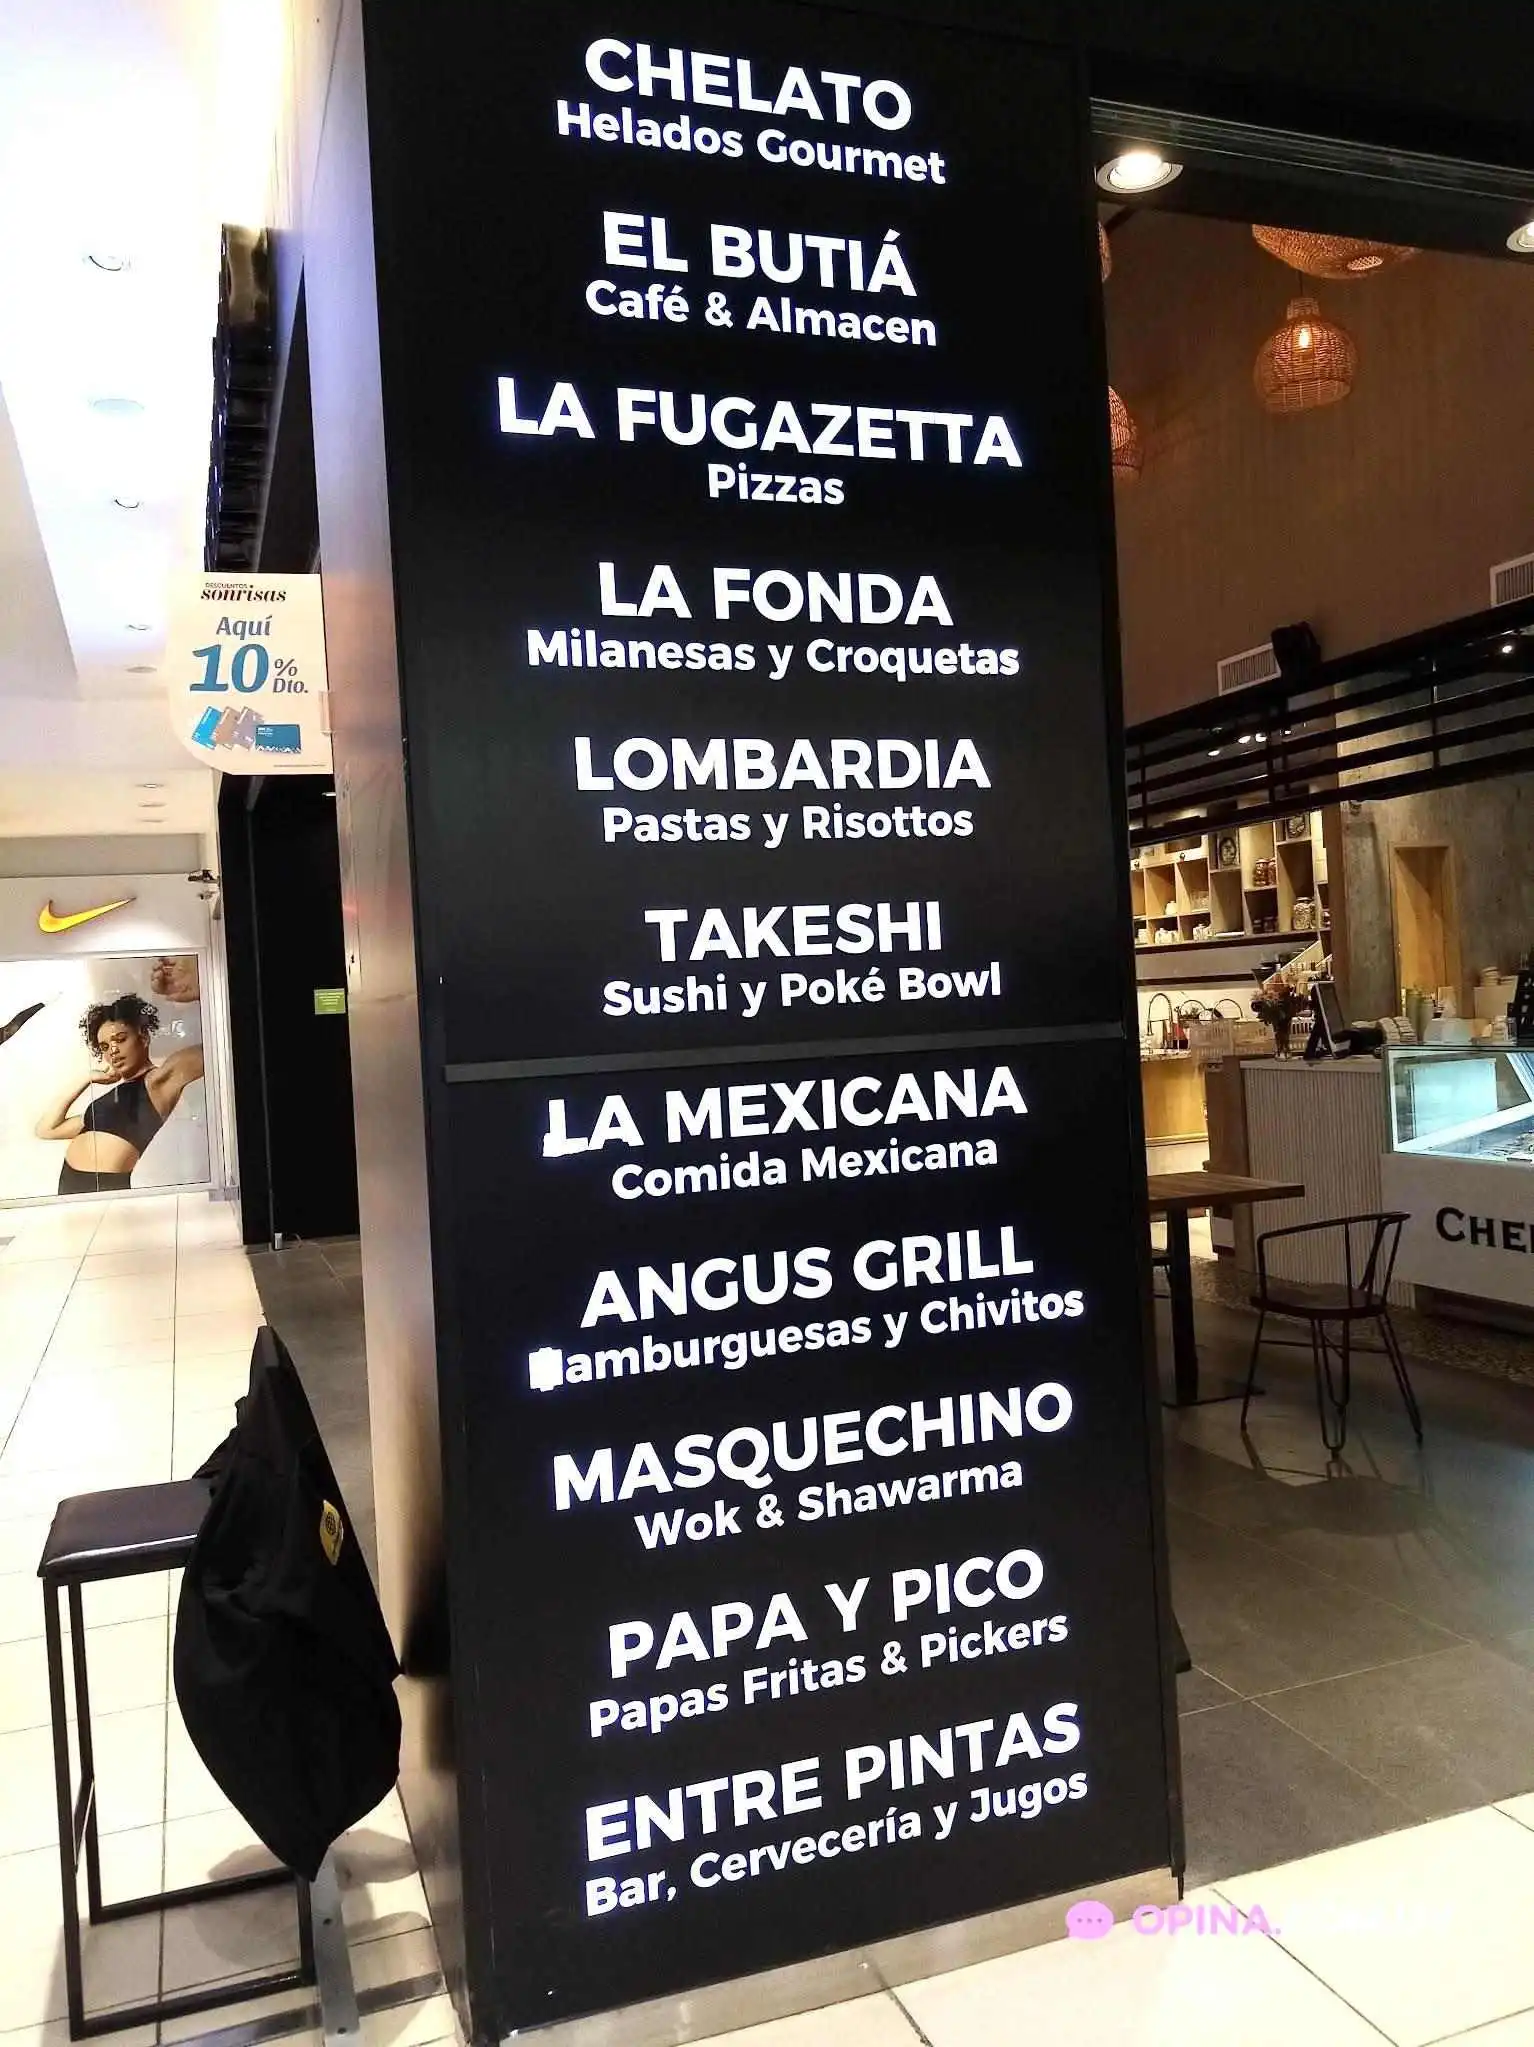 CHELATO
Helados Gourmet
EL BUTIÁ
Café & Almacen
LA FUGAZETTA
Pizzas
LA FONDA
Milanesas y Croquetas
LOMBARDIA
Pastas y Risottos
TAKESHI
Sushi y Poké Bowl
LA MEXICANA
Comida Mexicana
ANGUS GRILL
Hamburguesas y Chivitos
MASQUECHINO
Wok & Shawarma
PAPA Y PICO
Papas Fritas & Pickers
ENTRE PINTAS
Bar, Cervecería y Jugos
DESCUENTOS
sonrisas
Aquí
10% Dto.
CHE
OPINA.